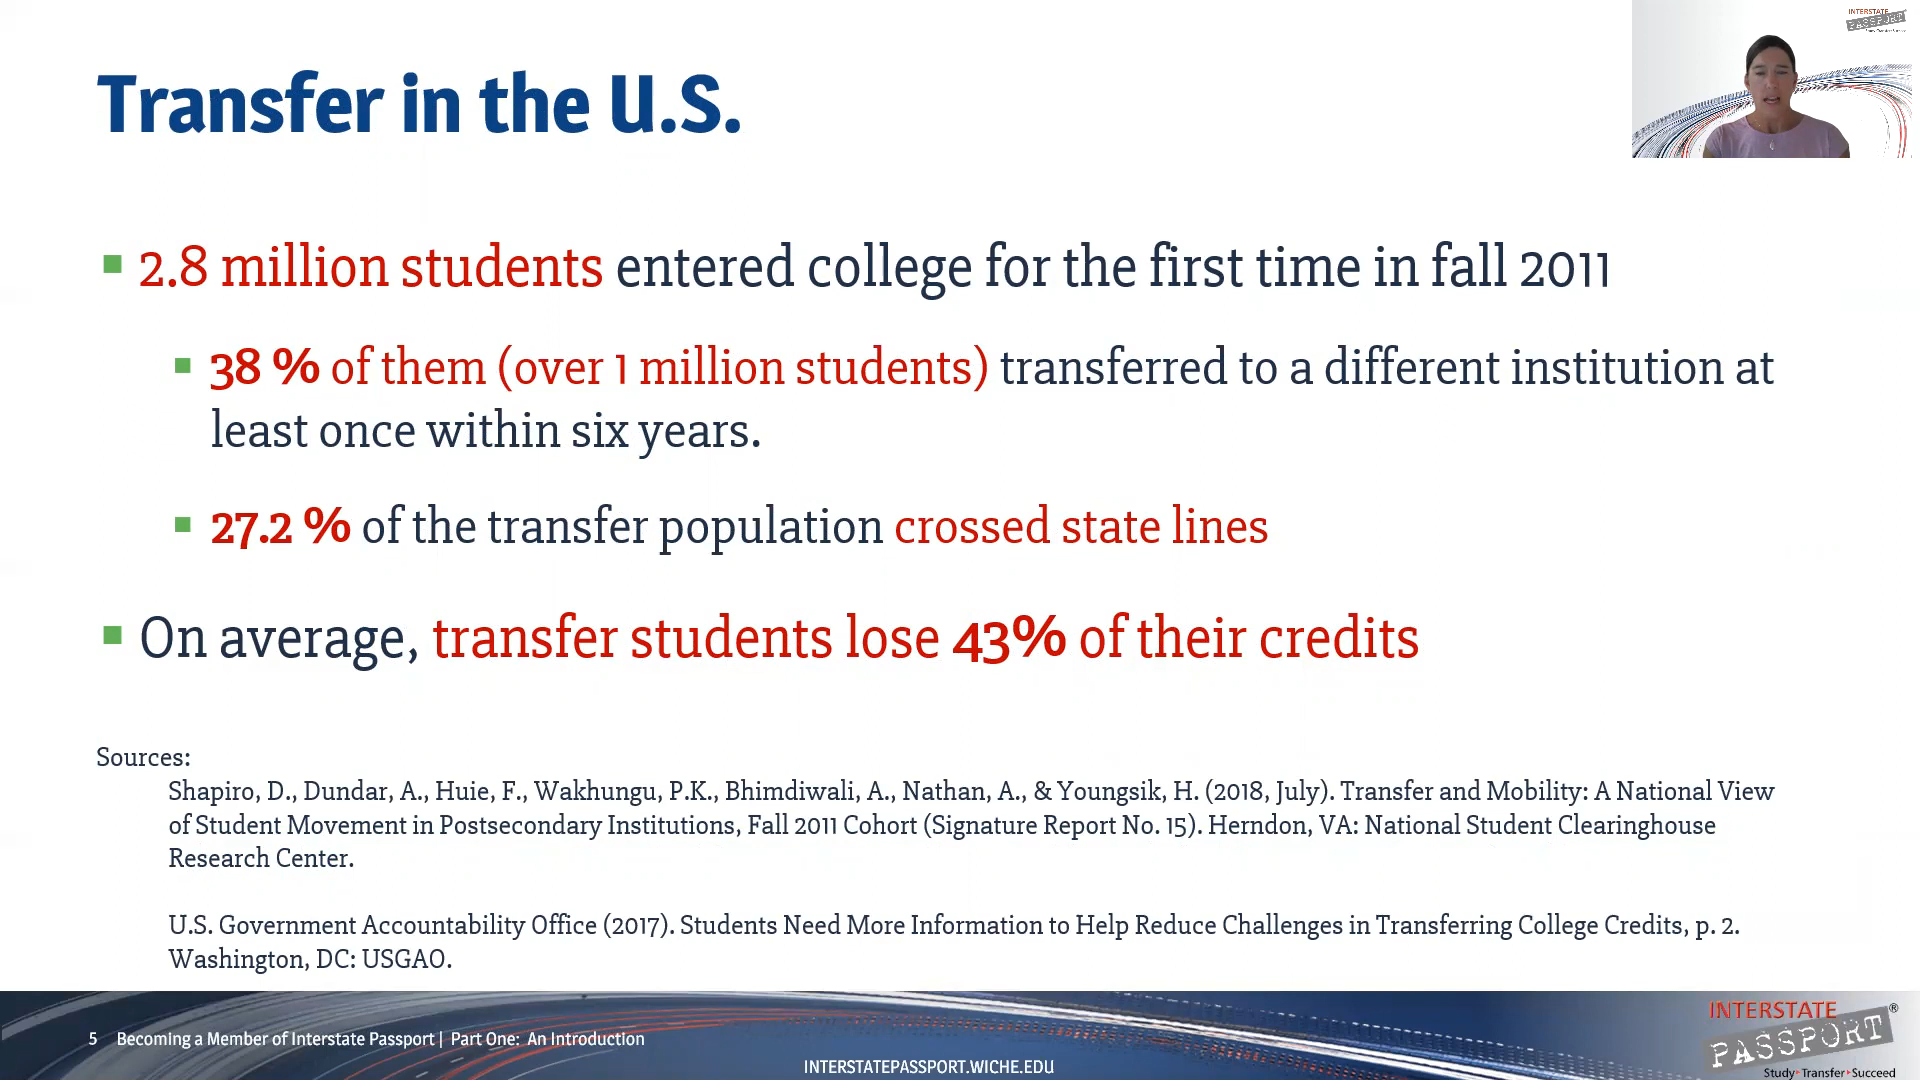 Transfer in the U.S.
INTERSTATE
PASSPORT
2.8 million students entered college for the first time in fall 2011
38 % of them (over 1 million students) transferred to a different institution at
least once within six years.
27.2 % of the transfer population crossed state lines
On average, transfer students lose 43% of their credits
Sources:
Shapiro, D., Dundar, A., Huie, F., Wakhungu, P.K., Bhimdiwali, A., Nathan, A., & Youngsik, H. (2018, July). Transfer and Mobility: A National View
of Student Movement in Postsecondary Institutions, Fall 2011 Cohort (Signature Report No. 15). Herndon, VA: National Student Clearinghouse
Research Center.
U.S. Government Accountability Office (2017). Students Need More Information to Help Reduce Challenges in Transferring College Credits, p. 2.
Washington, DC: USGAO.
5 Becoming a Member of Interstate Passport | Part One: An Introduction
INTERSTATEPASSPORT.WICHE.EDU
INTERSTATE ®
PASSPORT
Study Transfer Succeed